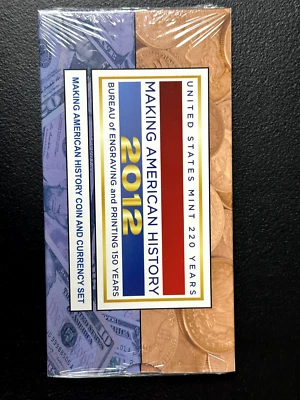 UNITED STATES MINT 220 YEARS
MAKING AMERICAN HISTORY
2012
BUREAU of ENGRAVING and PRINTING 150 YEARS
MAKING AMERICAN HISTORY COIN AND CURRENCY SET